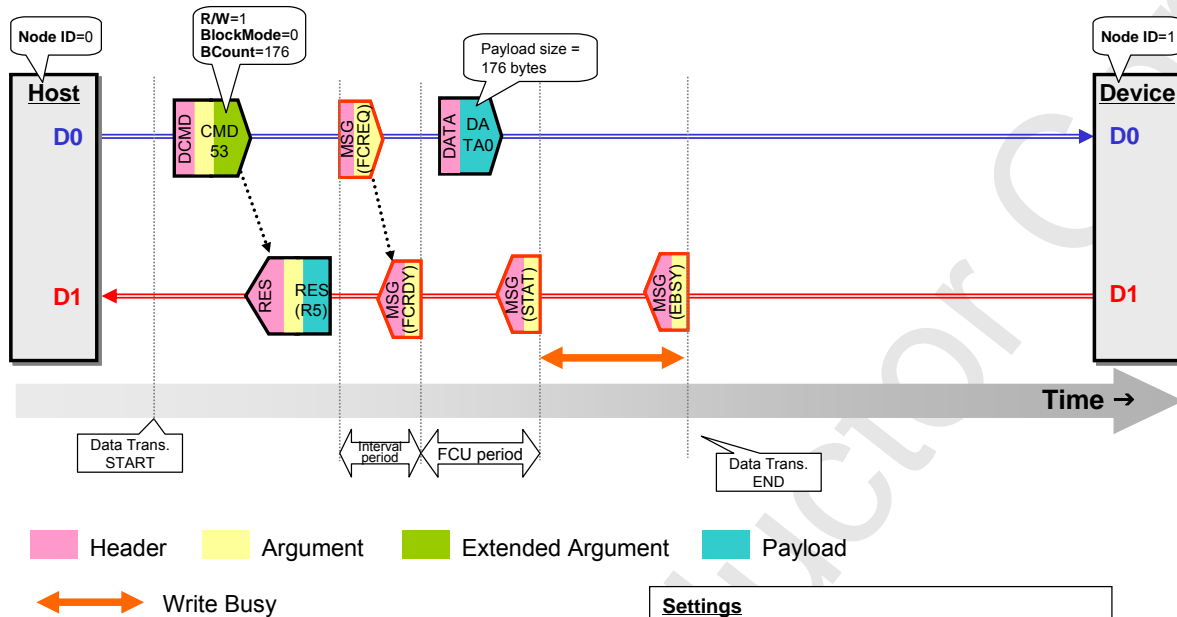 R/W=1
BlockMode=0
BCount=176
Node ID=0
Payload size =
176 bytes
Node ID=1
Host
Device
D0
DCMD
CMD
53
MSG
(FCREQ)
DATA
DA
TA0
D0
D1
RES
RES
(R5)
MSG
(FCRDY)
MSG
(STAT)
MSG
(EBSY)
D1
Time →
Data Trans.
START
Interval
period
FCU period
Data Trans.
END
Header
Argument
Extended Argument
Payload
Write Busy
Settings